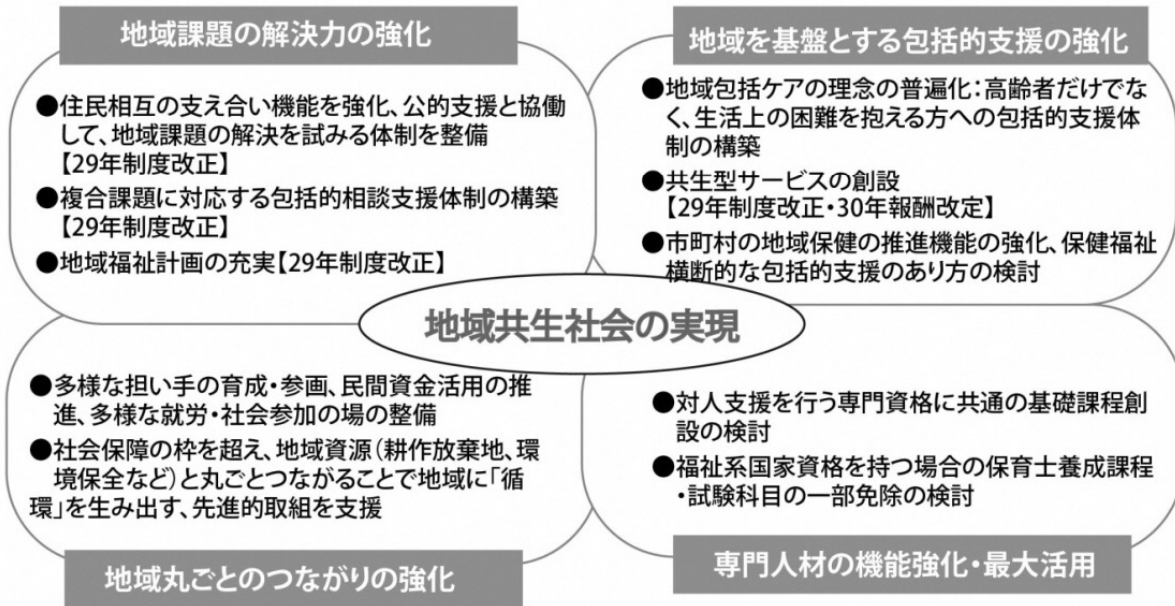 地域課題の解決力の強化
●住民相互の支え合い機能を強化、公的支援と協働
して、地域課題の解決を試みる体制を整備
【29年制度改正】
●複合課題に対応する包括的相談支援体制の構築
【29年制度改正】
●地域福祉計画の充実【29年制度改正】
地域を基盤とする包括的支援の強化
●地域包括ケアの理念の普遍化：高齢者だけでな
く、生活上の困難を抱える方への包括的支援体
制の構築
●共生型サービスの創設
【29年制度改正・30年報酬改定】
●市町村の地域保健の推進機能の強化、保健福祉
横断的な包括的支援のあり方の検討
地域共生社会の実現
●多様な担い手の育成・参画、民間資金活用の推
進、多様な就労・社会参加の場の整備
●社会保障の枠を超え、地域資源（耕作放棄地、環
境保全など）と丸ごとつながることで地域に「循
環」を生み出す、先進的取組を支援
地域丸ごとのつながりの強化
●対人支援を行う専門資格に共通の基礎課程創
設の検討
●福祉系国家資格を持つ場合の保育士養成課程
・試験科目の一部免除の検討
専門人材の機能強化・最大活用